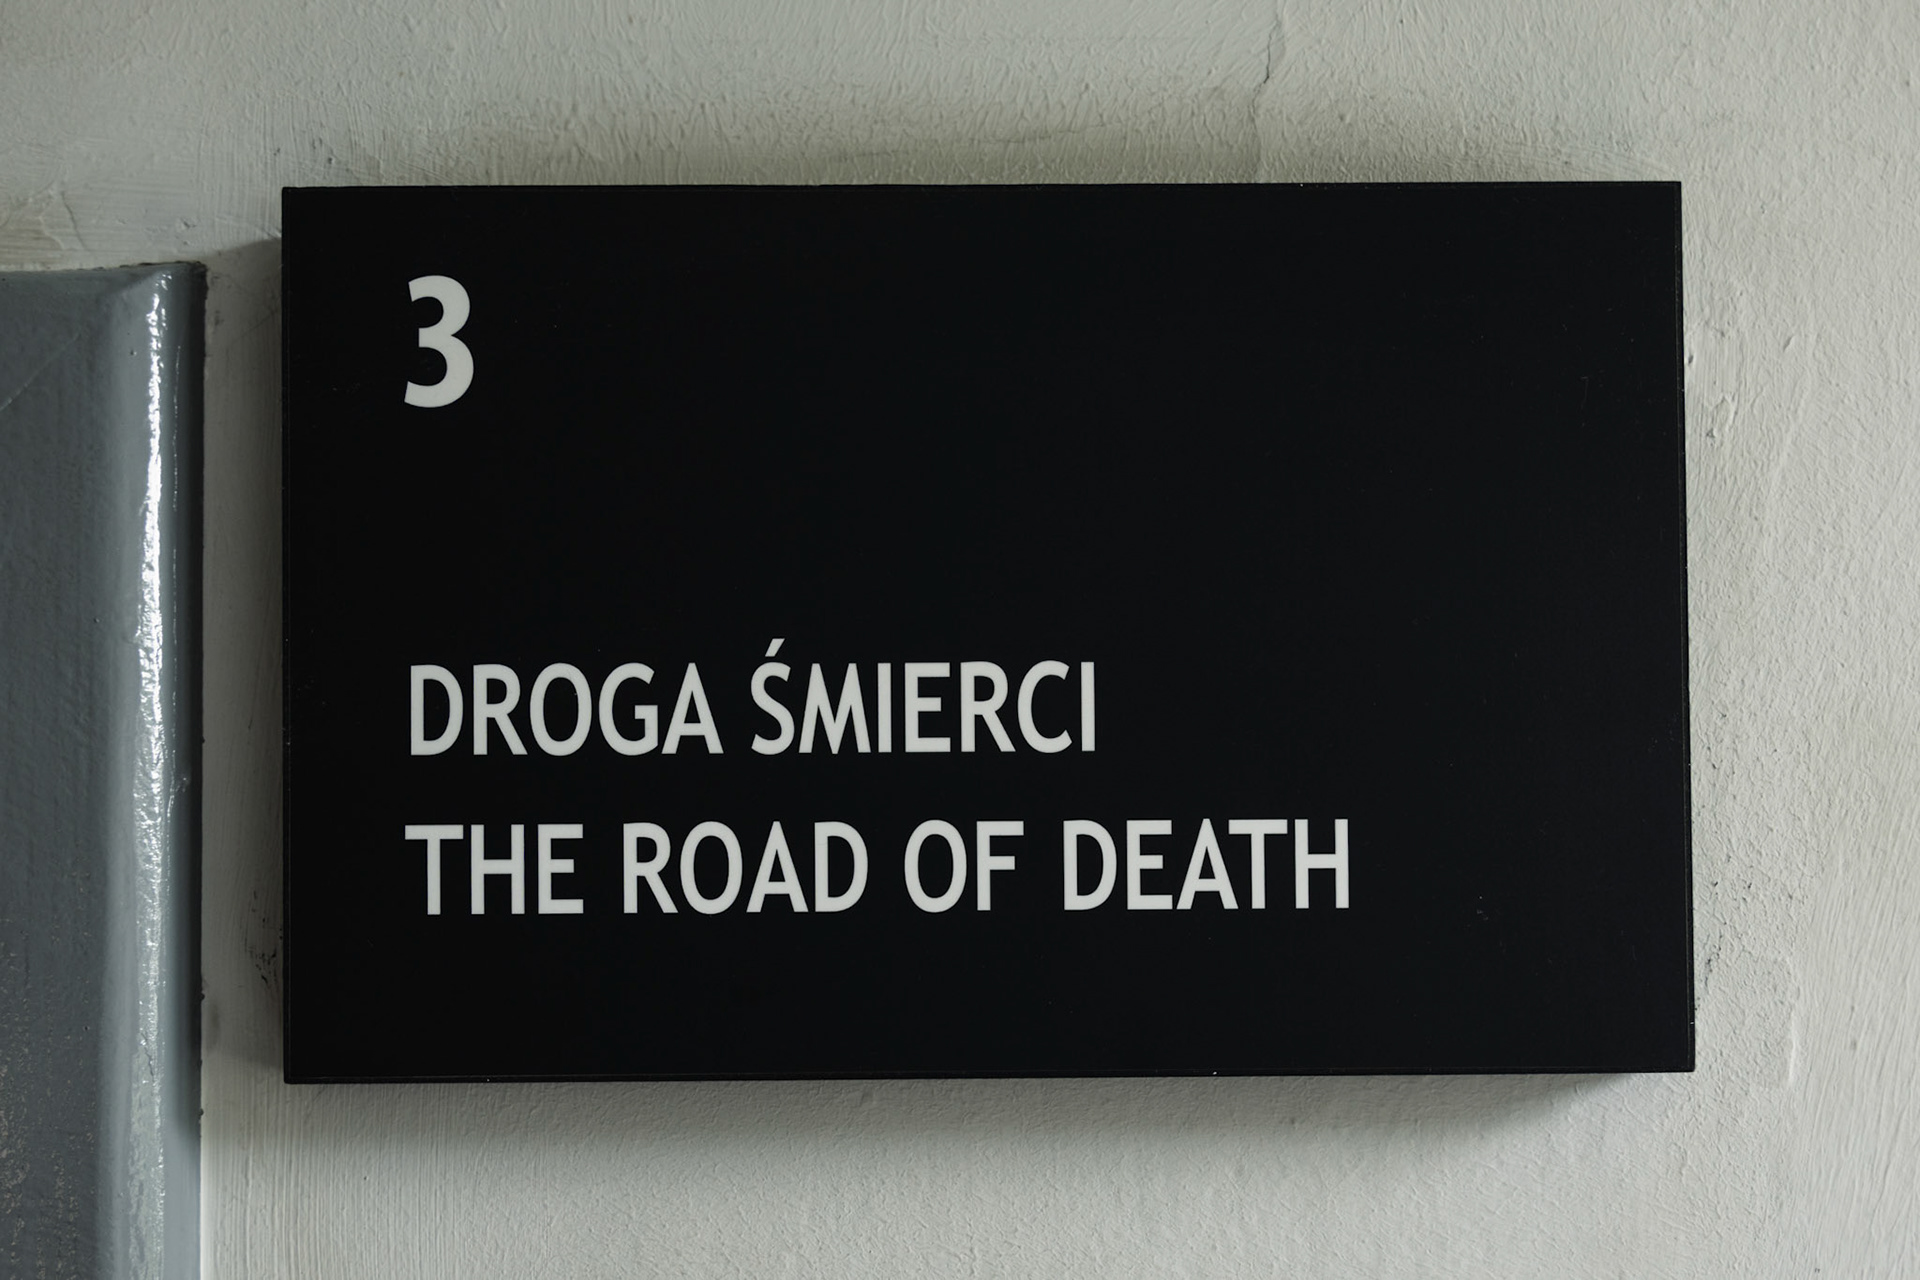 3
DROGA ŚMIERCI
THE ROAD OF DEATH